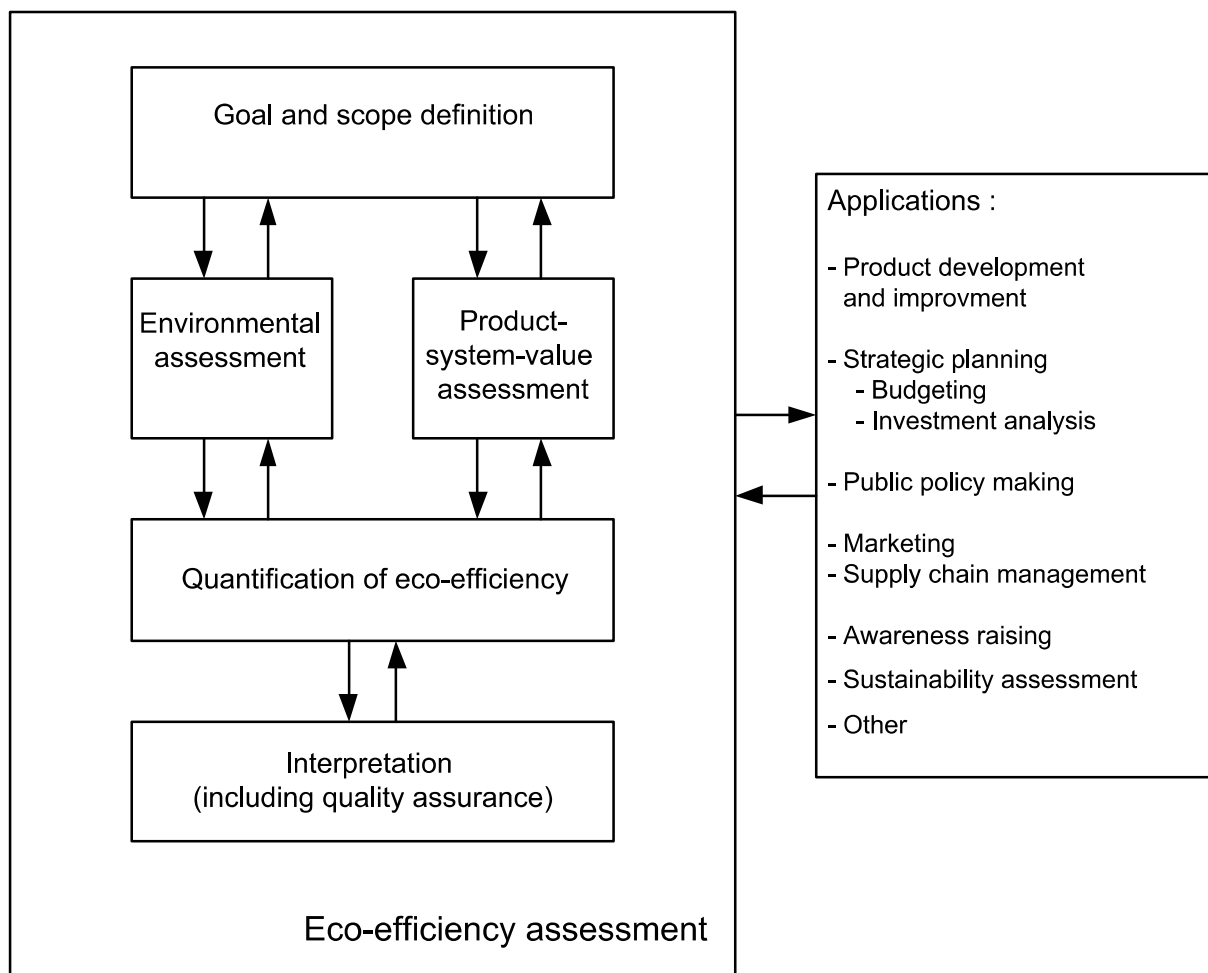 Goal and scope definition
Environmental
assessment
Product-
system-value
assessment
Quantification of eco-efficiency
Interpretation
(including quality assurance)
Eco-efficiency assessment
Applications :
- Product development
and improvment
- Strategic planning
- Budgeting
- Investment analysis
- Public policy making
- Marketing
- Supply chain management
- Awareness raising
- Sustainability assessment
- Other